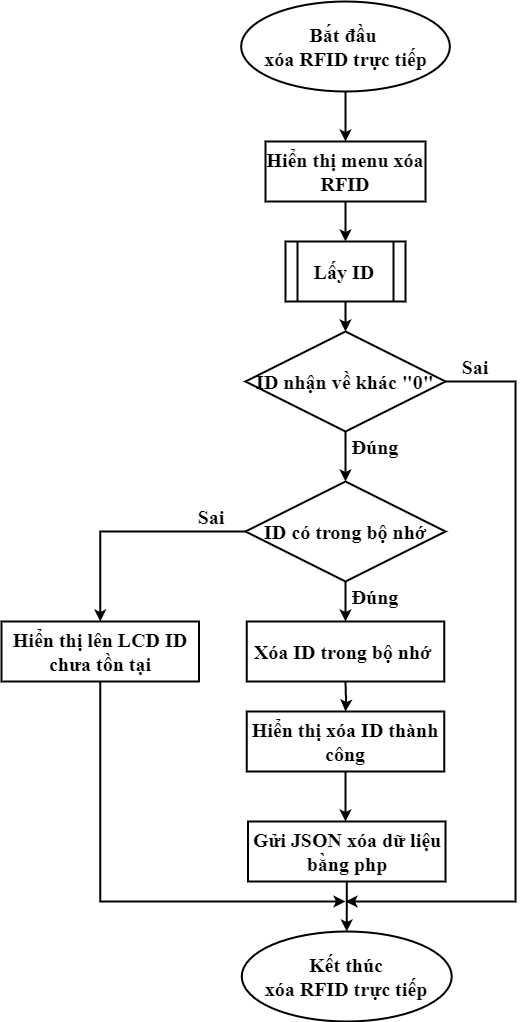 Bắt đầu
xóa RFID trực tiếp
Hiển thị menu xóa
RFID
Lấy ID
ID nhận về khác "0"
Sai
Đúng
Sai
ID có trong bộ nhớ
Đúng
Hiển thị lên LCD ID
chưa tồn tại
Xóa ID trong bộ nhớ
Hiển thị xóa ID thành
công
Gửi JSON xóa dữ liệu
bằng php
Kết thúc
xóa RFID trực tiếp